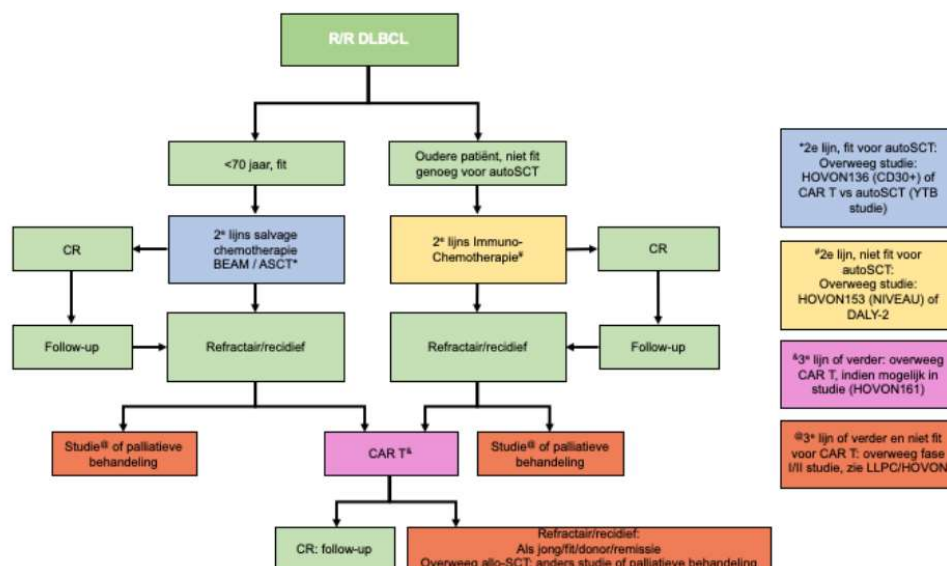 R/R DLBCL
<70 jaar, fit
Oudere patiënt, niet fit
genoeg voor autoSCT
CR
2ᵉ lijns salvage
chemotherapie
BEAM / ASCT*
2ᵉ lijns Immuno-
Chemotherapie#
CR
Follow-up
Refractair/recidief
Refractair/recidief
Follow-up
Studie@ of palliatieve
behandeling
CAR T&
Studie@ of palliatieve
behandeling
CR: follow-up
Refractair/recidief:
Als jong/fit/donor/remissie
Overweeg allo-SCT: anders studie of palliatieve behandeling
*2e lijn, fit voor autoSCT:
Overweeg studie:
HOVON136 (CD30+) of
CAR T vs autoSCT (YTB
studie)
#2e lijn, niet fit voor
autoSCT:
Overweeg studie:
HOVON153 (NIVEAU) of
DALY-2
&3ᵉ lijn of verder: overweeg
CAR T, indien mogelijk in
studie (HOVON161)
@3ᵉ lijn of verder en niet fit
voor CAR T: overweeg fase
I/II studie, zie LLPC/HOVON